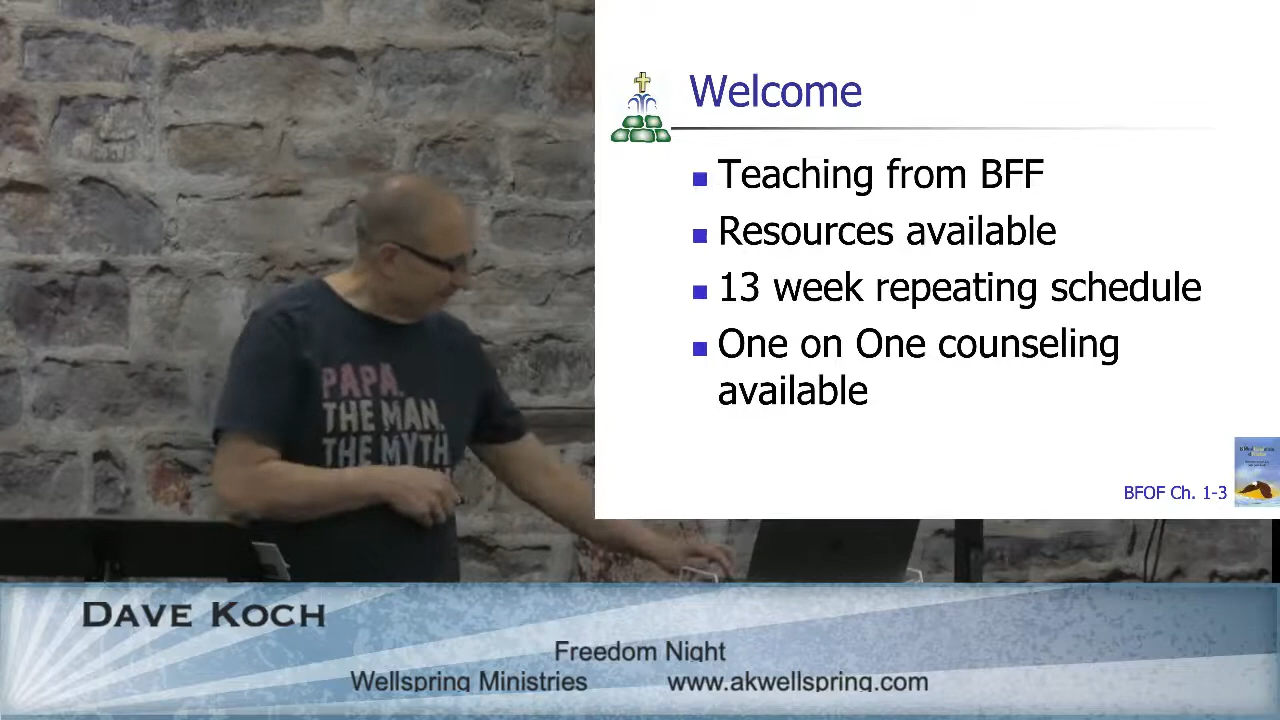 Welcome
Teaching from BFF
Resources available
13 week repeating schedule
One on One counseling
available
BFOF Ch. 1-3
PAPA.
THE MAN.
THE MYTH
DAVE KOCH
Freedom Night
Wellspring Ministries www.akwellspring.com